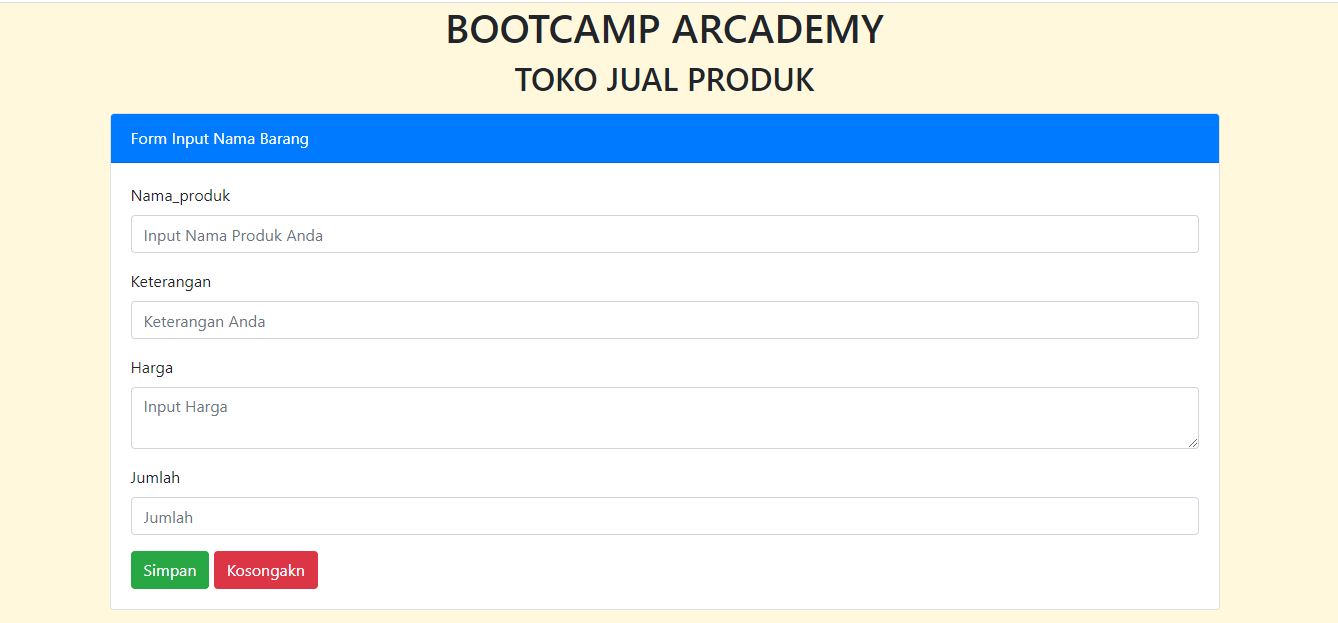 BOOTCAMP ARCADEMY
TOKO JUAL PRODUK
Form Input Nama Barang
Nama_produk
Input Nama Produk Anda
Keterangan
Keterangan Anda
Harga
Input Harga
Jumlah
Jumlah
Simpan Kosongakn